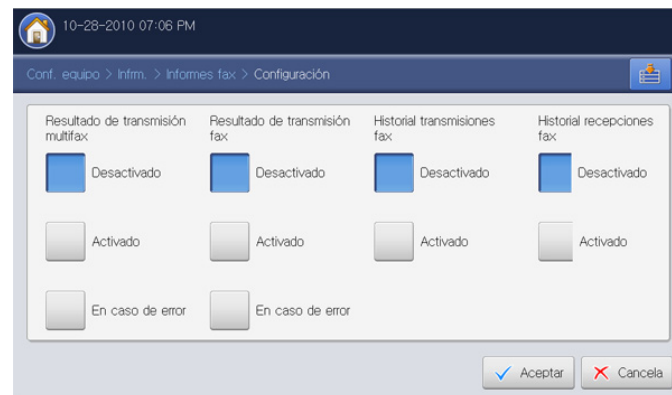 10-28-2010 07:06 PM
Conf. equipo > Infrm. > Informes fax > Configuración
Resultado de transmisión multifax
Resultado de transmisión fax
Historial transmisiones fax
Historial recepciones fax
Desactivado
Desactivado
Desactivado
Desactivado
Activado
Activado
Activado
Activado
En caso de error
En caso de error
Aceptar
Cancela